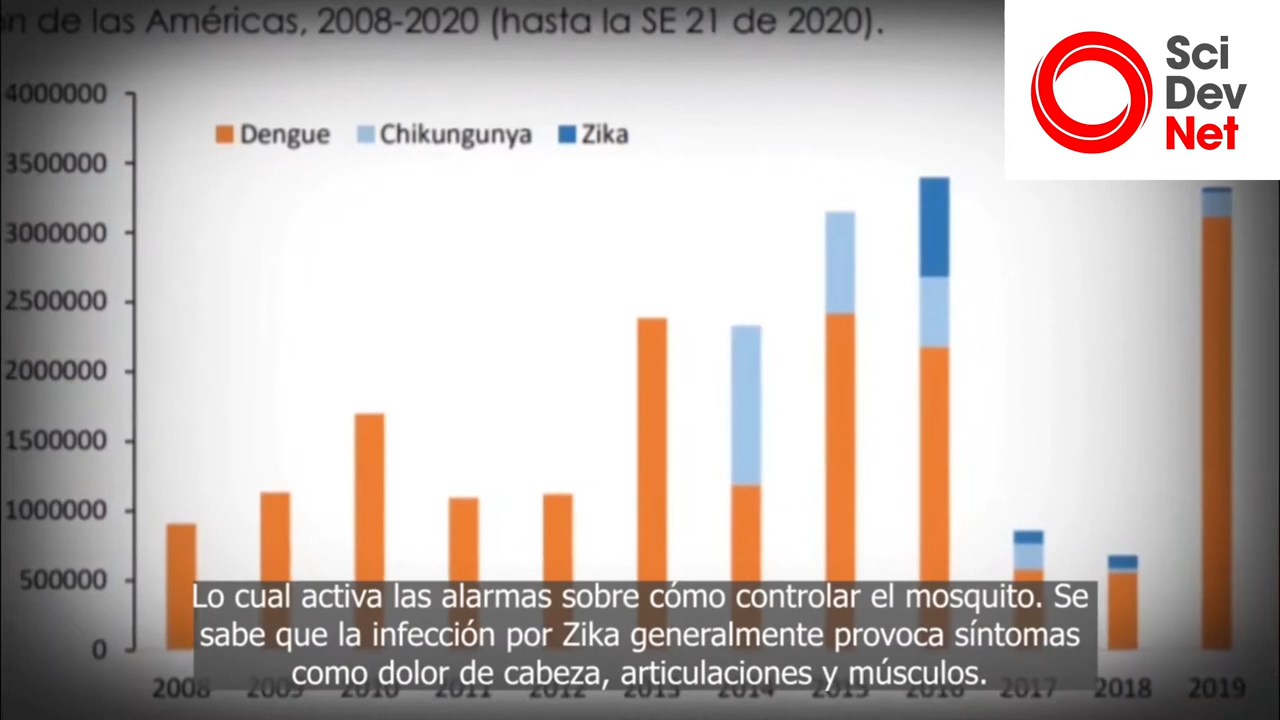 n de las Américas, 2008-2020 (hasta la SE 21 de 2020).
Sci
Dev
Net
Dengue Chikungunya Zika
4000000
3500000
3000000
2500000
2000000
1500000
1000000
500000
0
Lo cual activa las alarmas sobre cómo controlar el mosquito. Se
sabe que la infección por Zika generalmente provoca síntomas
como dolor de cabeza, articulaciones y músculos.
2008 2009 2010 2011 2012 2013 2014 2015 2016 2017 2018 2019